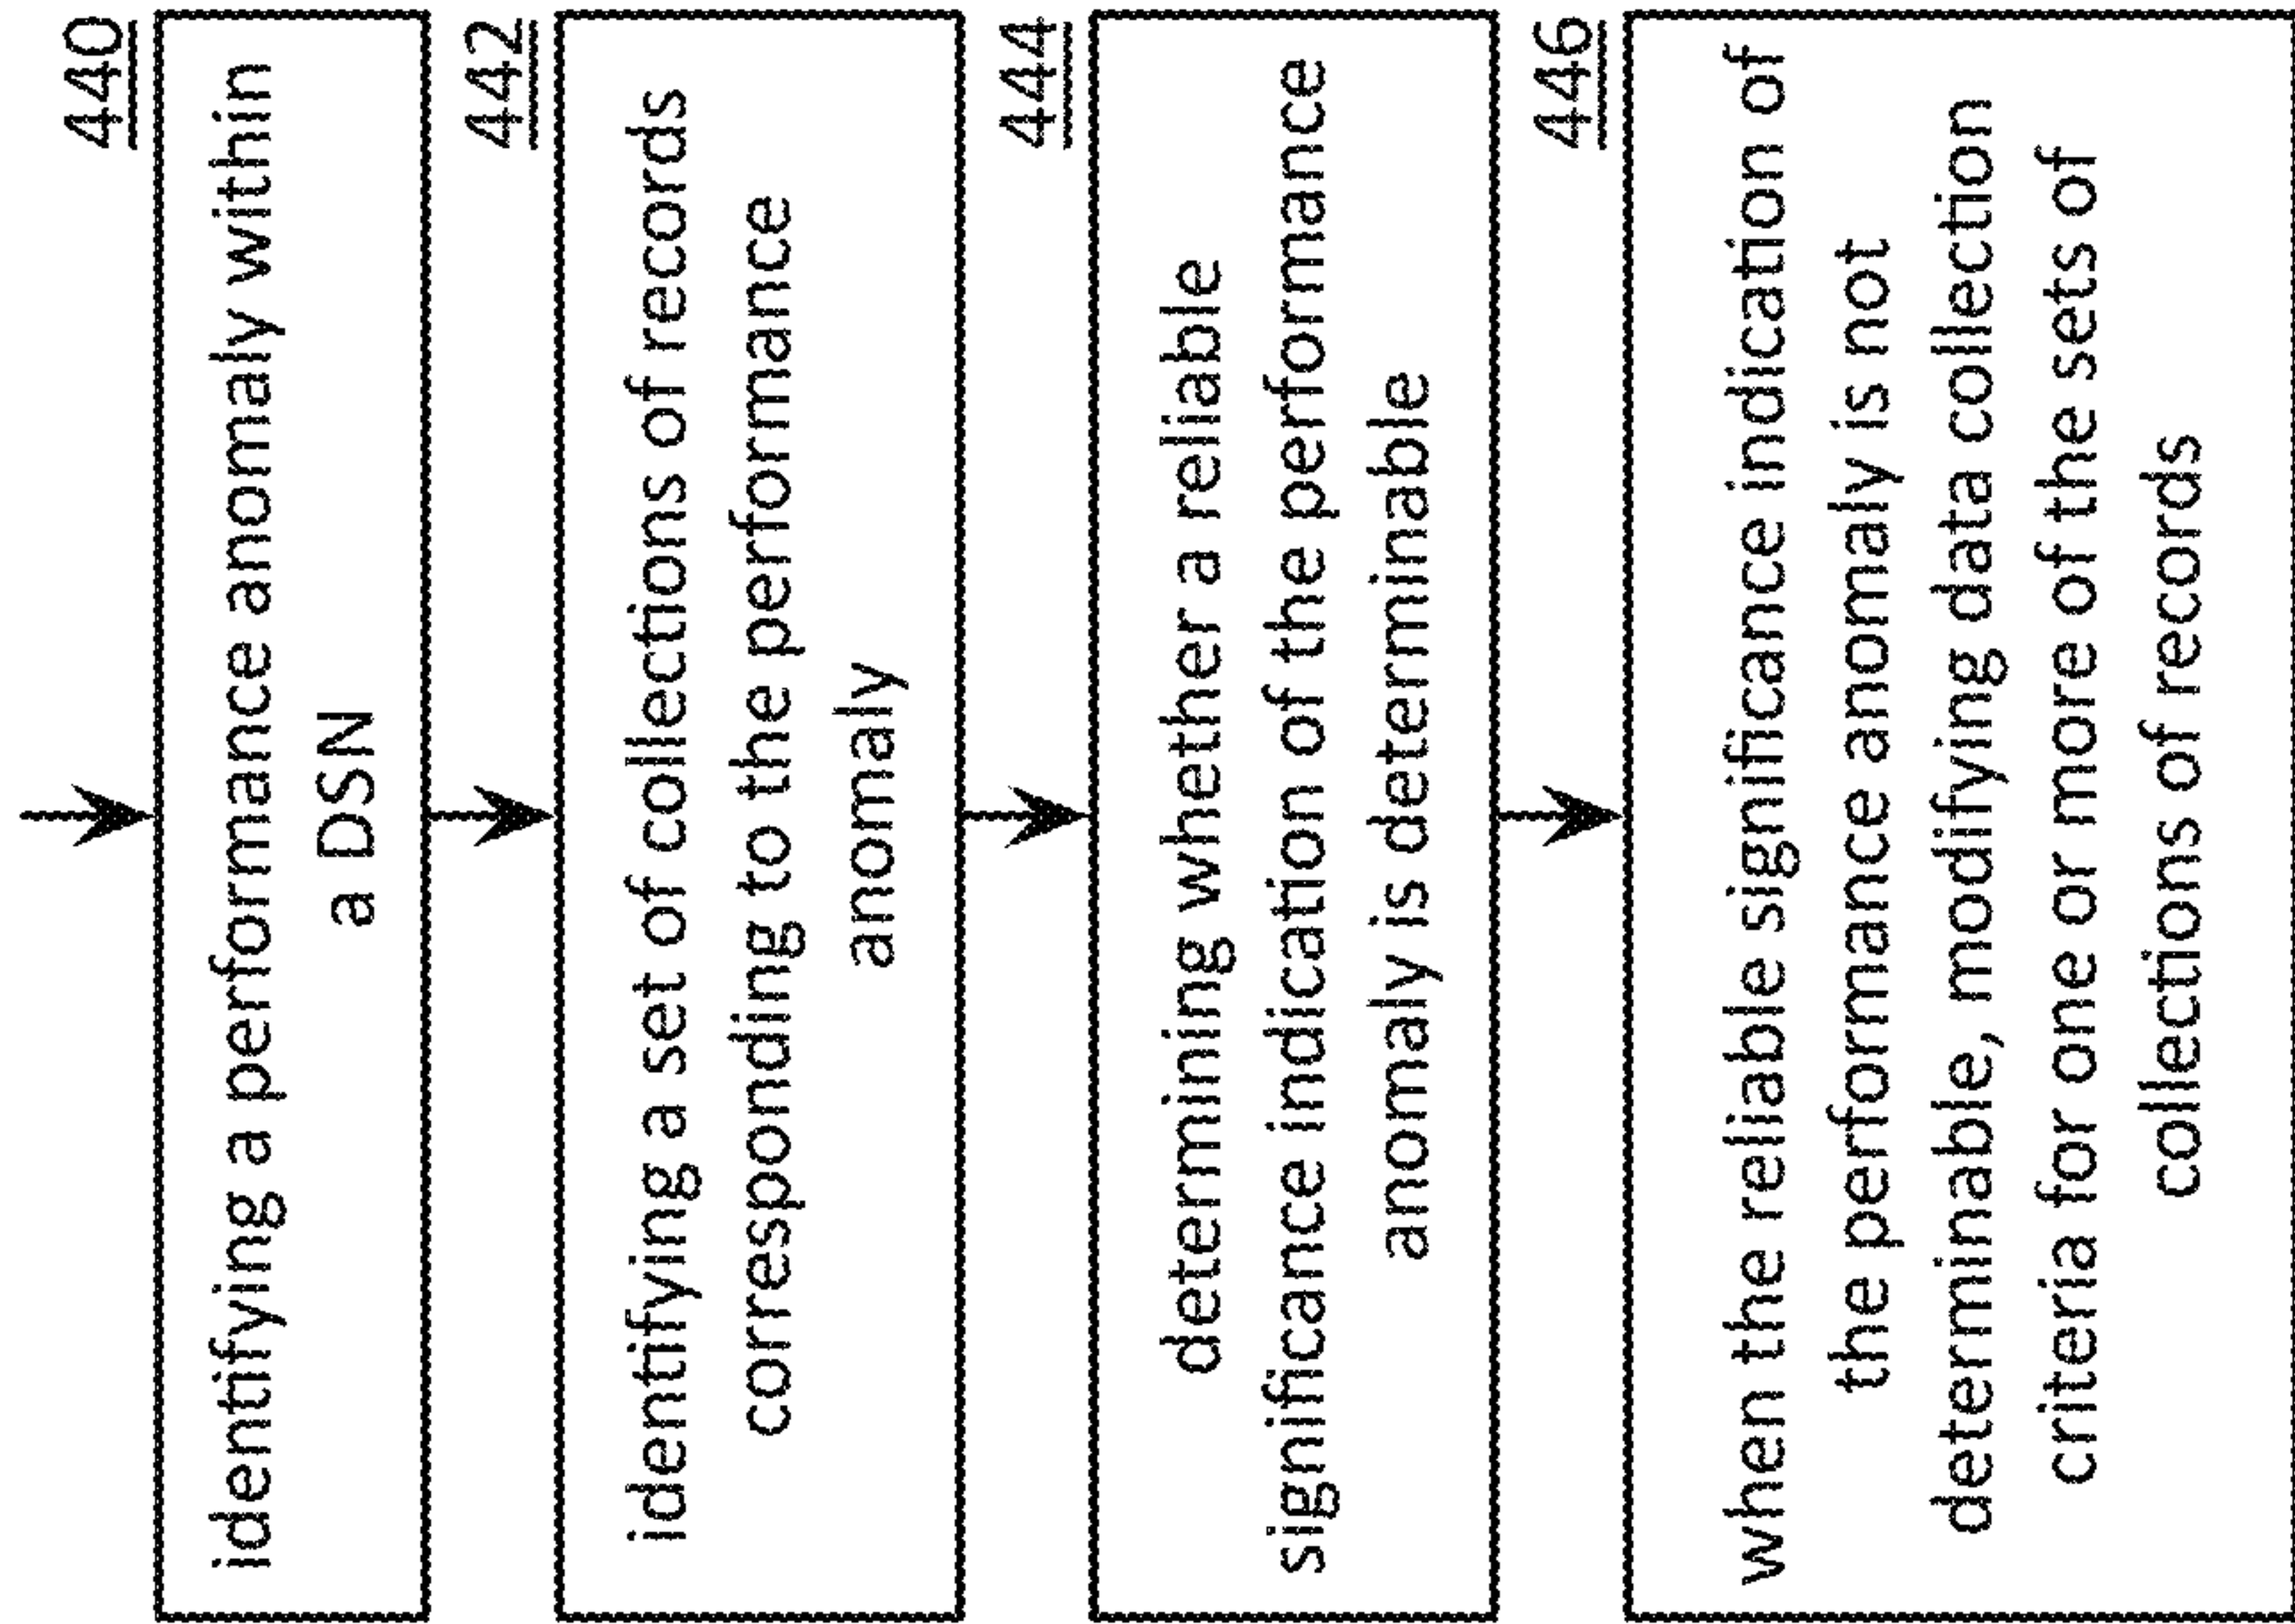 440
identifying a performance anomaly within
a DSN
442
identifying a set of collections of records
corresponding to the performance
anomaly
444
determining whether a reliable
significance indication of the performance
anomaly is determinable
446
when the reliable significance indication of
the performance anomaly is not
determinable, modifying data collection
criteria for one or more of the sets of
collections of records